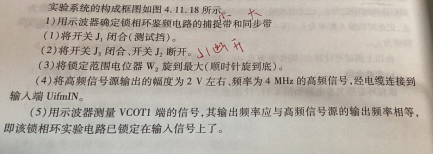 实验系统的构成框图如图 4.11.18 所示。
1)用示波器确定锁相环鉴频电路的捕捉带和同步带
(1)将开关 J₁ 闭合(测试挡)。
(2)将开关 J₁ 闭合、开关 J₂ 断开。 J1断开
(3)将锁定范围电位器 W₂ 旋到最大(顺时针旋到底)。
(4)将高频信号源输出的幅度为 2 V 左右、频率为 4 MHz 的高频信号,经电缆连接到
输入端 UifmIN。
(5)用示波器测量 VCOT1 端的信号,其输出频率应与高频信号源的输出频率相等,
即该锁相环实验电路已锁定在输入信号上了。